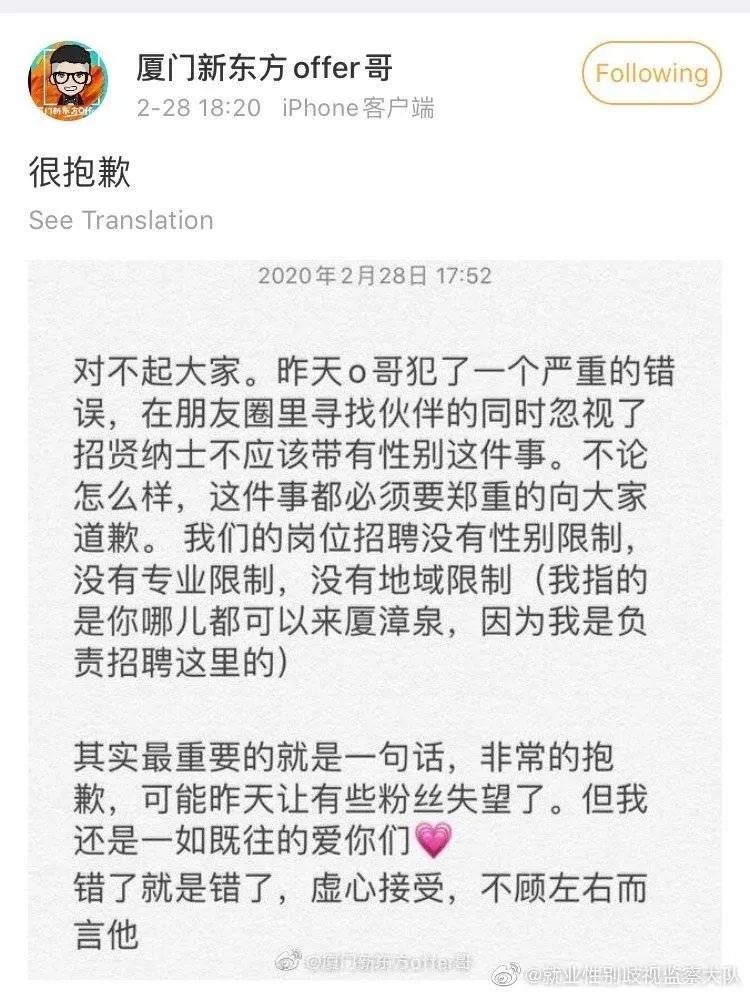 厦门新东方offer哥
Following
2-28 18:20 iPhone客户端
很抱歉
See Translation
2020年2月28日 17:52
对不起大家。昨天o哥犯了一个严重的错
误，在朋友圈里寻找伙伴的同时忽视了
招贤纳士不应该带有性别这件事。不论
怎么样，这件事都必须要郑重的向大家
道歉。 我们的岗位招聘没有性别限制，
没有专业限制，没有地域限制（我指的
是你哪儿都可以来厦漳泉，因为我是负
责招聘这里的）
其实最重要的就是一句话，非常的抱
歉，可能昨天让有些粉丝失望了。但我
还是一如既往的爱你们💗
错了就是错了，虚心接受，不顾左右而
言他
@厦门新东方offer哥
@就业性别歧视监察大队